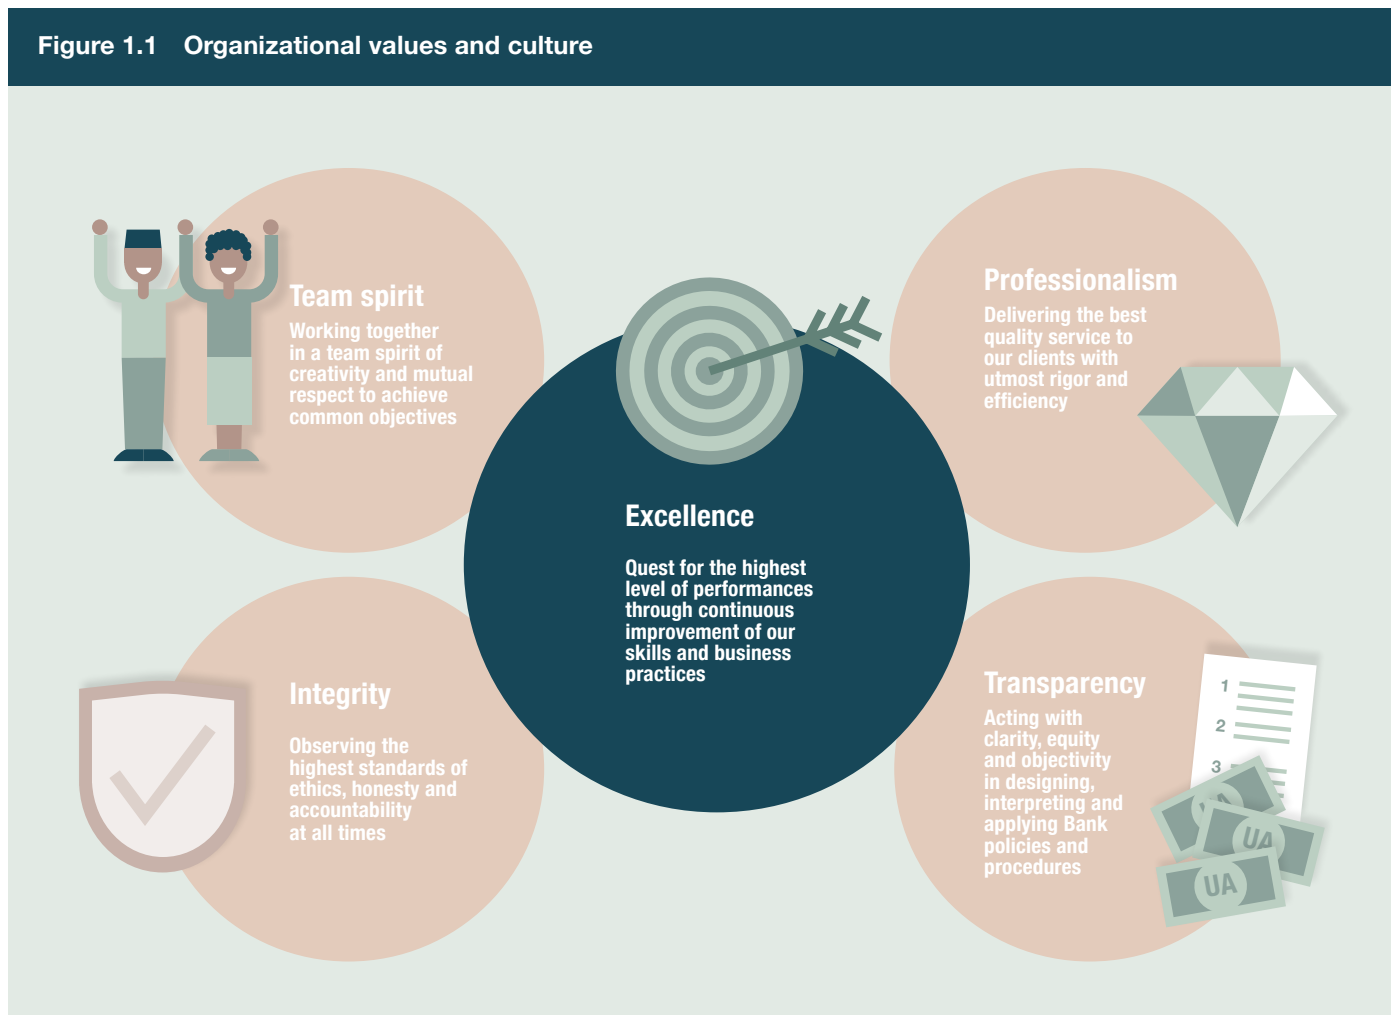 Figure 1.1 Organizational values and culture
Team spirit
Working together
in a team spirit of
creativity and mutual
respect to achieve
common objectives
Professionalism
Delivering the best
quality service to
our clients with
utmost rigor and
efficiency
Excellence
Quest for the highest
level of performances
through continuous
improvement of our
skills and business
practices
Integrity
Observing the
highest standards of
ethics, honesty and
accountability
at all times
Transparency
Acting with
clarity, equity
and objectivity
in designing,
interpreting and
applying Bank
policies and
procedures
1
2
3
UA
UA